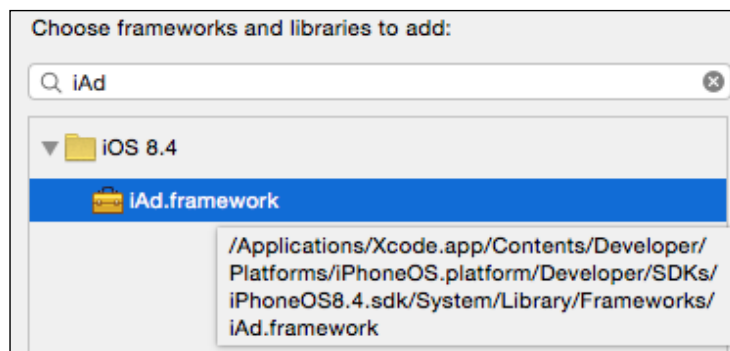 Choose frameworks and libraries to add:
iAd
iOS 8.4
iAd.framework
/Applications/Xcode.app/Contents/Developer/
Platforms/iPhoneOS.platform/Developer/SDKs/
iPhoneOS8.4.sdk/System/Library/Frameworks/
iAd.framework